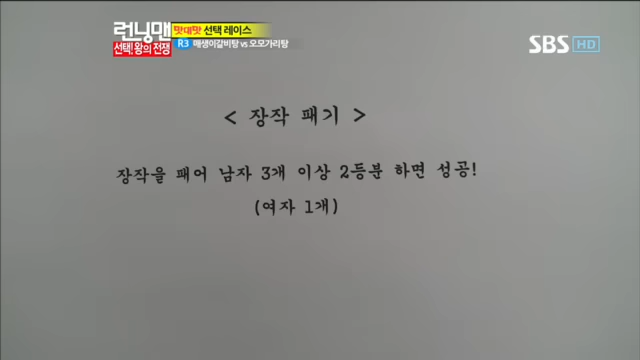 런닝맨
선택! 왕의 전쟁
맛대맛 선택 레이스
R3 매생이갈비탕 vs 오모가리탕
SBS HD
< 장작 패기 >
장작을 패어 남자 3개 이상 2등분 하면 성공!
(여자 1개)